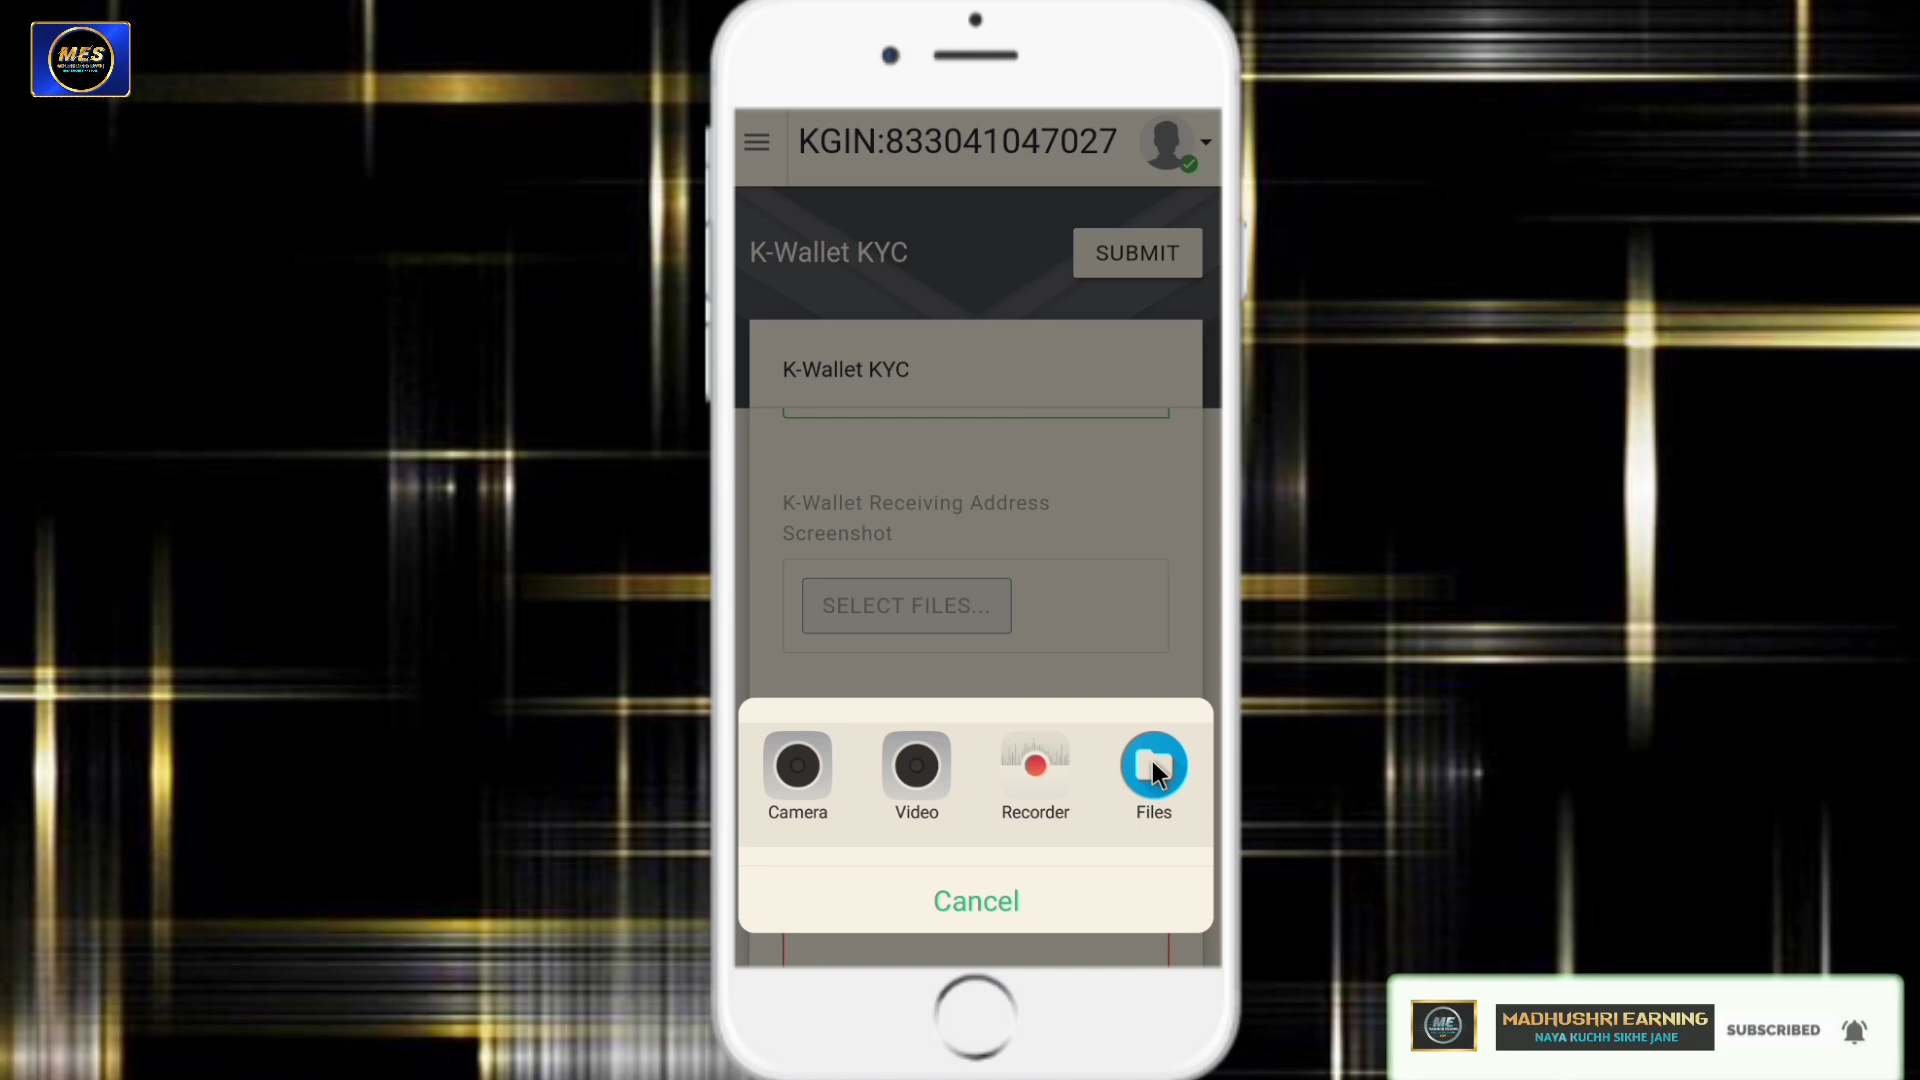 MES
KGIN:833041047027
K-Wallet KYC
SUBMIT
K-Wallet KYC
K-Wallet Receiving Address
Screenshot
SELECT FILES...
Camera
Video
Recorder
Files
Cancel
ME
MADHUSHRI EARNING
NAYA KUCHH SIKHE JANE
SUBSCRIBED